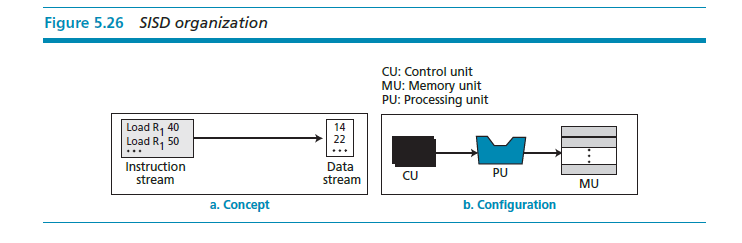 Figure 5.26 SISD organization
CU: Control unit
MU: Memory unit
PU: Processing unit
Load R1 40
Load R1 50
...
Instruction
stream
14
22
...
Data
stream
a. Concept
CU
PU
MU
b. Configuration